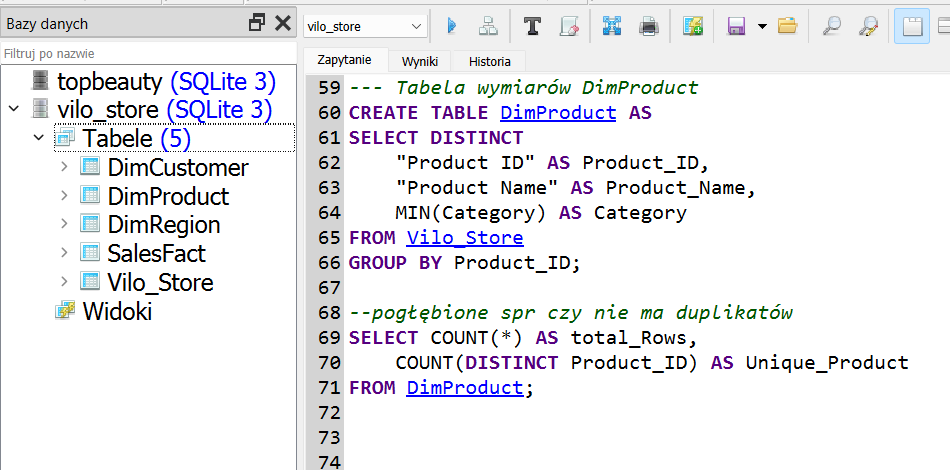 Bazy danych
Filtruj po nazwie
topbeauty (SQLite 3)
vilo_store (SQLite 3)
Tabele (5)
DimCustomer
DimProduct
DimRegion
SalesFact
Vilo_Store
Widoki
vilo_store
Zapytanie Wyniki Historia
59 --- Tabela wymiarów DimProduct
60 CREATE TABLE DimProduct AS
61 SELECT DISTINCT
62 "Product ID" AS Product_ID,
63 "Product Name" AS Product_Name,
64 MIN(Category) AS Category
65 FROM Vilo_Store
66 GROUP BY Product_ID;
67
68 --pogłębione spr czy nie ma duplikatów
69 SELECT COUNT(*) AS total_Rows,
70 COUNT(DISTINCT Product_ID) AS Unique_Product
71 FROM DimProduct;
72
73
74